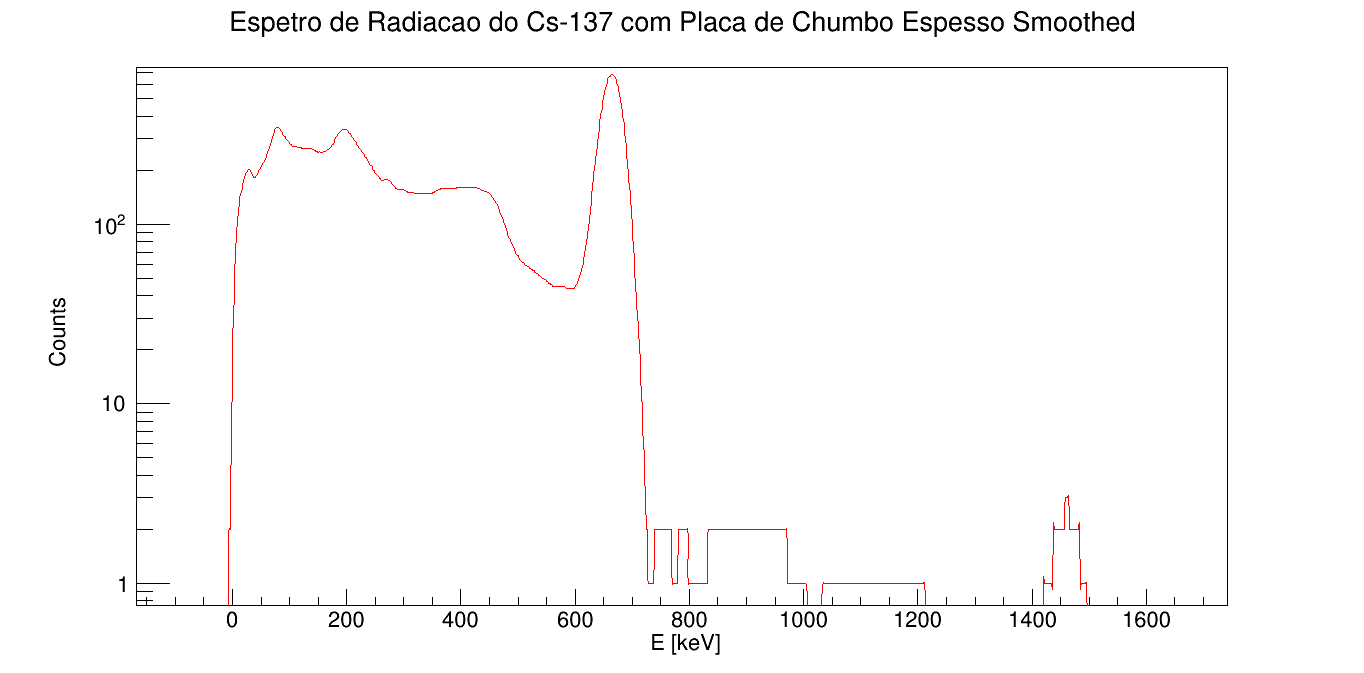 Espetro de Radiacao do Cs-137 com Placa de Chumbo Espesso Smoothed
10²
10
1
Counts
0 200 400 600 800 1000 1200 1400 1600
E [keV]